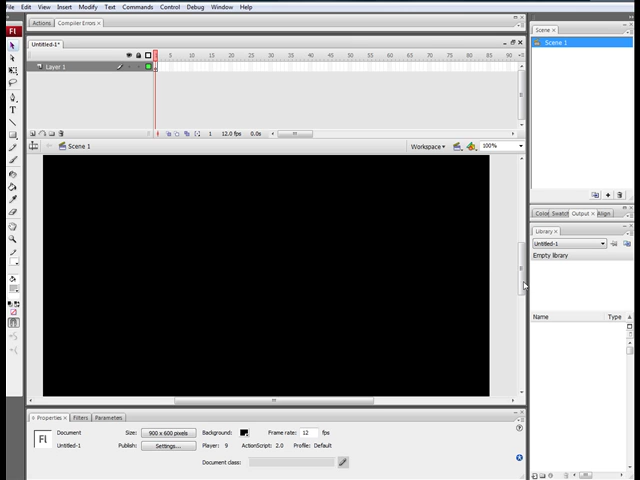 File Edit View Insert Modify Text Commands Control Debug Window Help
Fl
Actions Compiler Errors ×
Scene ×
Scene 1
Untitled-1*
5 10 15 20 25 30 35 40 45 50 55 60 65 70 75 80 85 90
Layer 1
1 12.0 fps 0.0s
Scene 1
Workspace▾
100%
Color Swatch Output × Align
Library ×
Untitled-1
Empty library
Name Type
Properties × Filters Parameters
Fl
Document
Untitled-1
Size: 900 x 600 pixels Background: Frame rate: 12 fps
Publish: Settings... Player: 9 ActionScript: 2.0 Profile: Default
Document class: